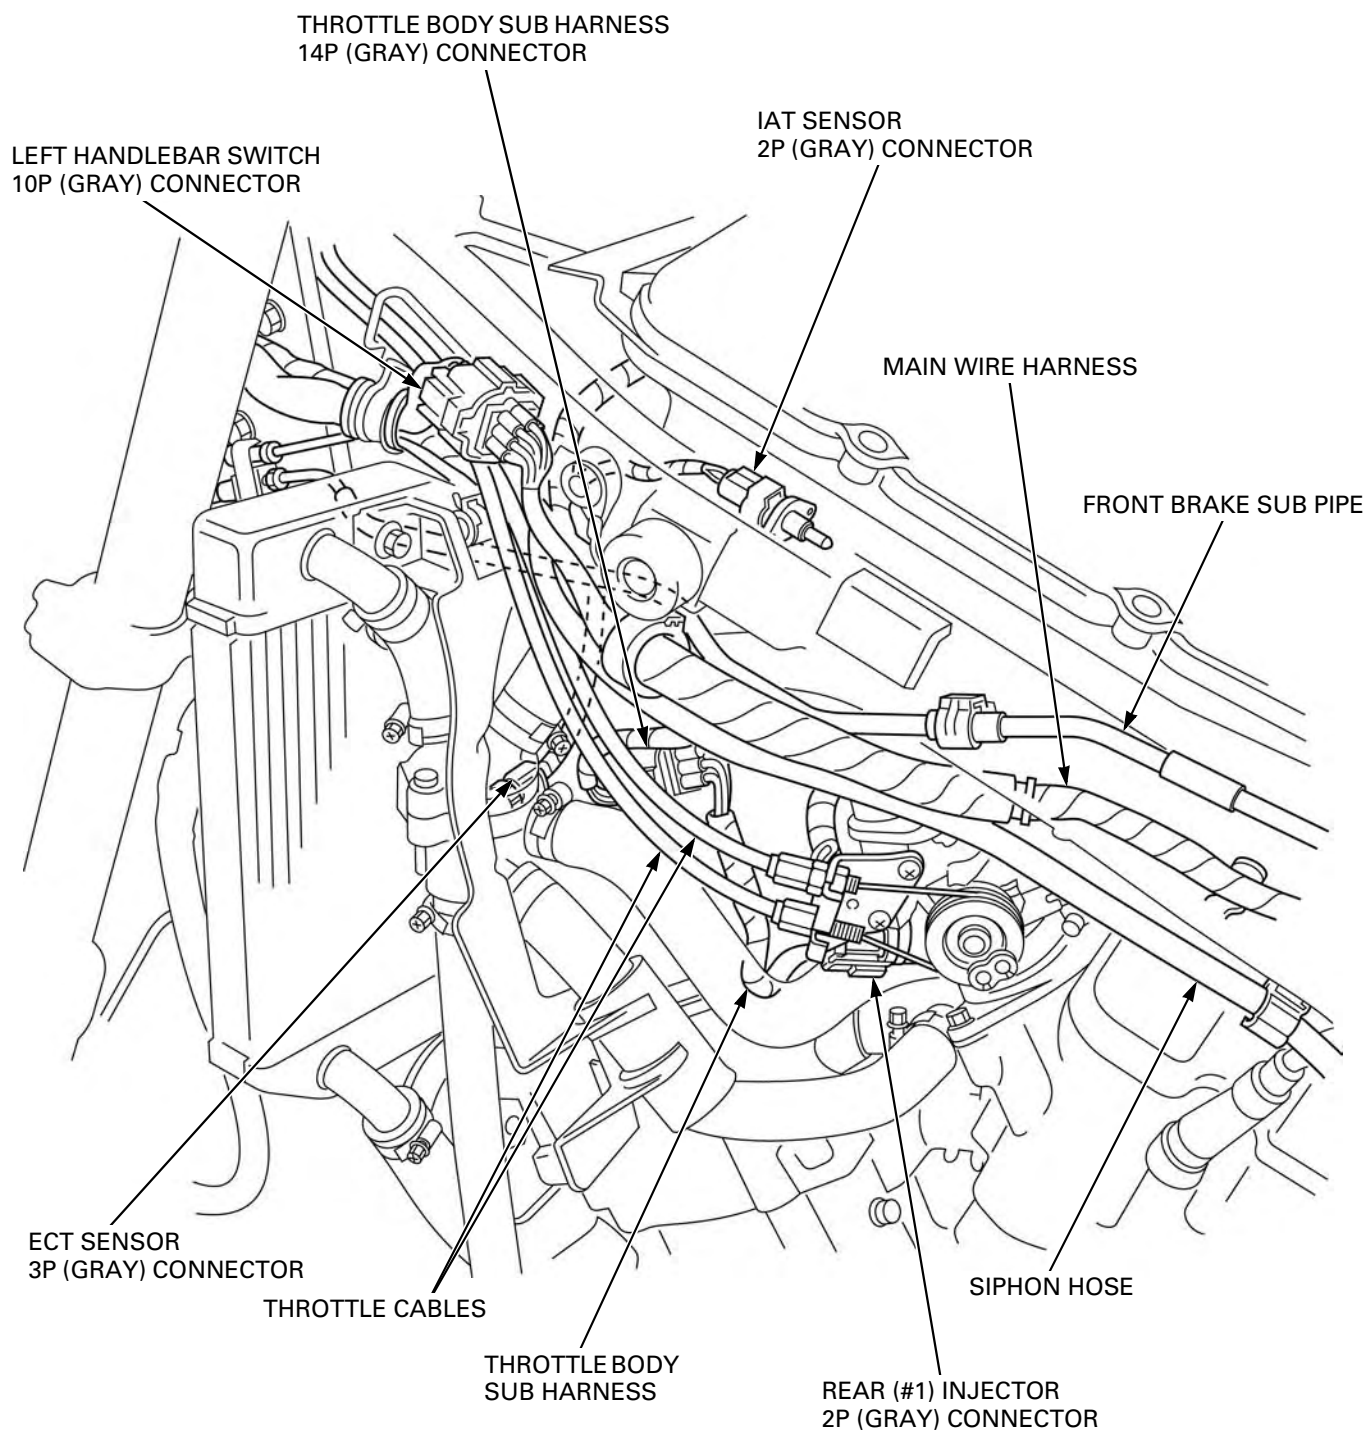 THROTTLE BODY SUB HARNESS
14P (GRAY) CONNECTOR
IAT SENSOR
2P (GRAY) CONNECTOR
LEFT HANDLEBAR SWITCH
10P (GRAY) CONNECTOR
MAIN WIRE HARNESS
FRONT BRAKE SUB PIPE
ECT SENSOR
3P (GRAY) CONNECTOR
THROTTLE CABLES
SIPHON HOSE
THROTTLE BODY
SUB HARNESS
REAR (#1) INJECTOR
2P (GRAY) CONNECTOR